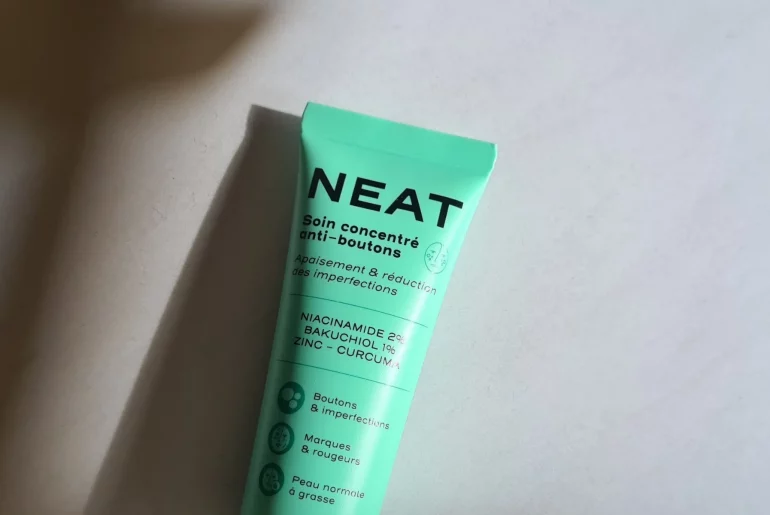 NEAT
Soin concentré
anti-boutons
Apaisement & réduction
des imperfections
NIACINAMIDE 2%
BAKUCHIOL 1%
ZINC - CURCUMA
Boutons
& imperfections
Marques
& rougeurs
Peau normale
à grasse